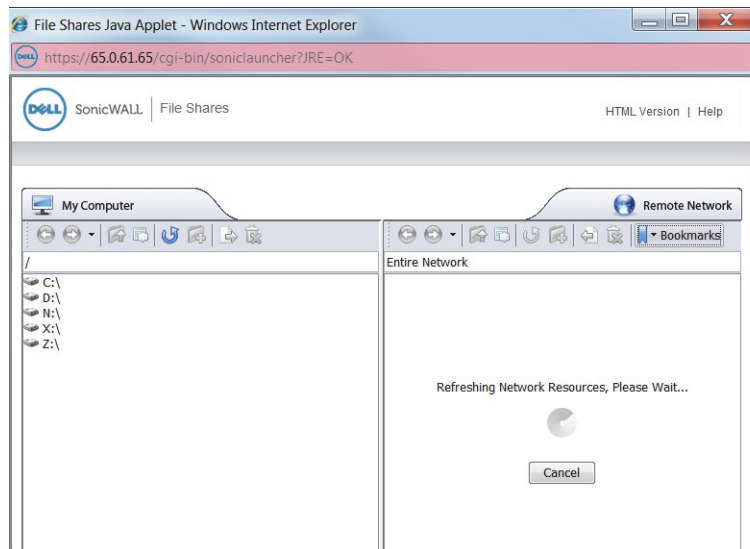 File Shares Java Applet - Windows Internet Explorer
X
DELL https://65.0.61.65/cgi-bin/soniclauncher?JRE=OK
DELL SonicWALL | File Shares
HTML Version | Help
My Computer
Remote Network
Bookmarks
/
Entire Network
C:\
D:\
N:\
X:\
Z:\
Refreshing Network Resources, Please Wait...
Cancel